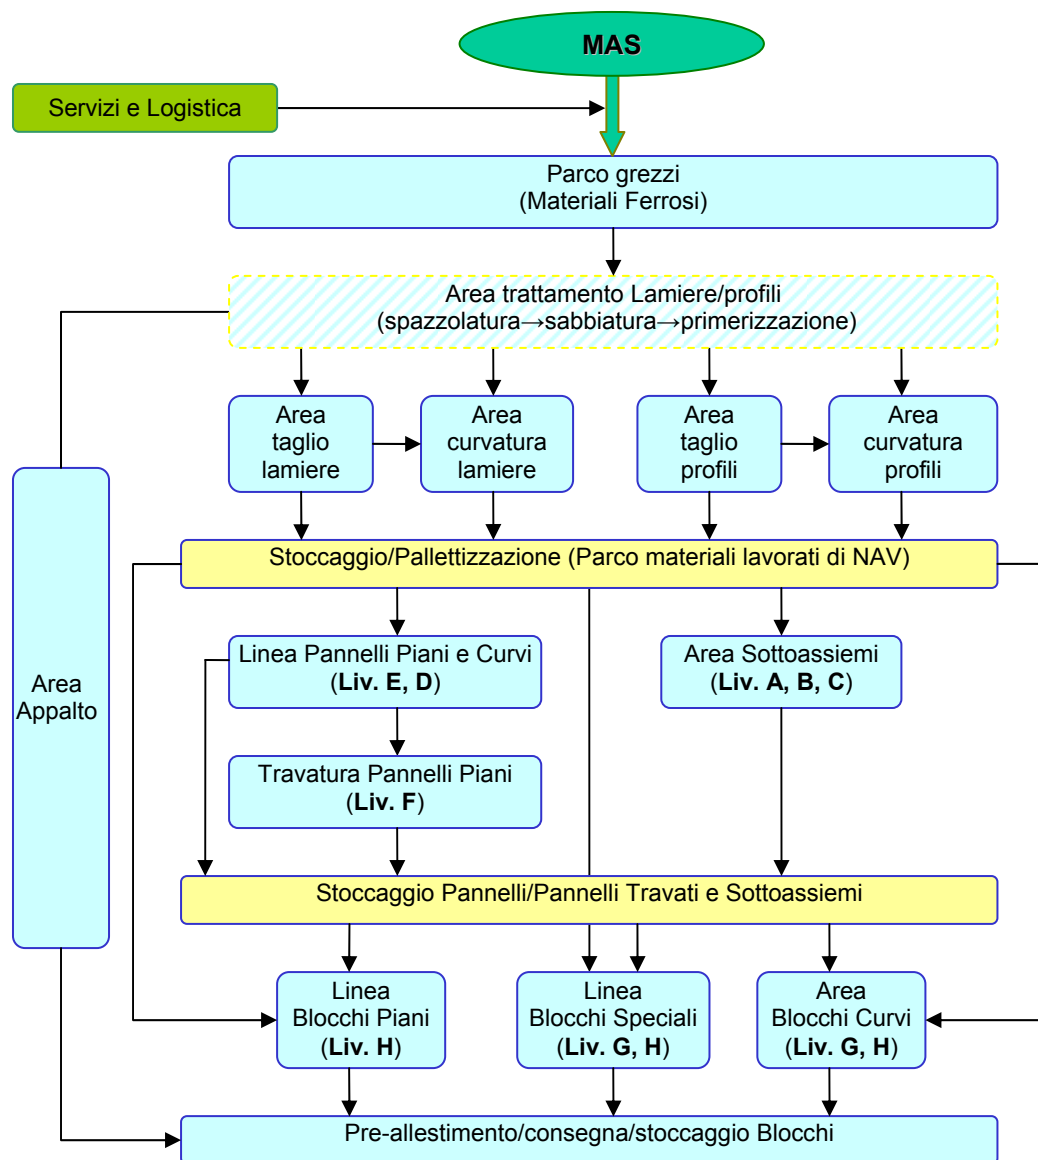 MAS
Servizi e Logistica
Parco grezzi
(Materiali Ferrosi)
Area trattamento Lamiere/profili
(spazzolatura→sabbiatura→primerizzazione)
Area
taglio
lamiere
Area
curvatura
lamiere
Area
taglio
profili
Area
curvatura
profili
Stoccaggio/Pallettizzazione (Parco materiali lavorati di NAV)
Linea Pannelli Piani e Curvi
(Liv. E, D)
Area Sottoassiemi
(Liv. A, B, C)
Area
Appalto
Travatura Pannelli Piani
(Liv. F)
Stoccaggio Pannelli/Pannelli Travati e Sottoassiemi
Linea
Blocchi Piani
(Liv. H)
Linea
Blocchi Speciali
(Liv. G, H)
Area
Blocchi Curvi
(Liv. G, H)
Pre-allestimento/consegna/stoccaggio Blocchi